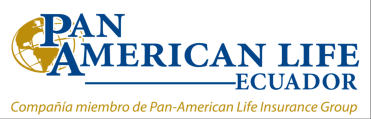 PAN
AMERICAN LIFE
ECUADOR
Compañía miembro de Pan-American Life Insurance Group